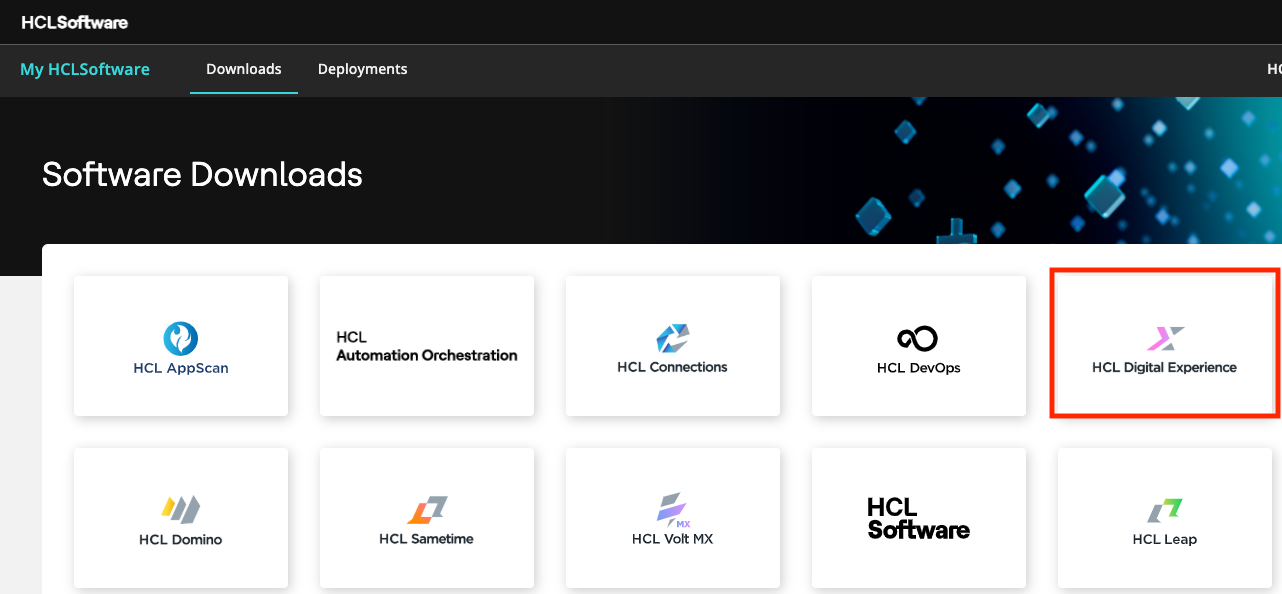 HCLSoftware
My HCLSoftware
Downloads
Deployments
HC
Software Downloads
HCL AppScan
HCL
Automation Orchestration
HCL Connections
HCL DevOps
HCL Digital Experience
HCL Domino
HCL Sametime
MX
HCL Volt MX
HCL
Software
HCL Leap